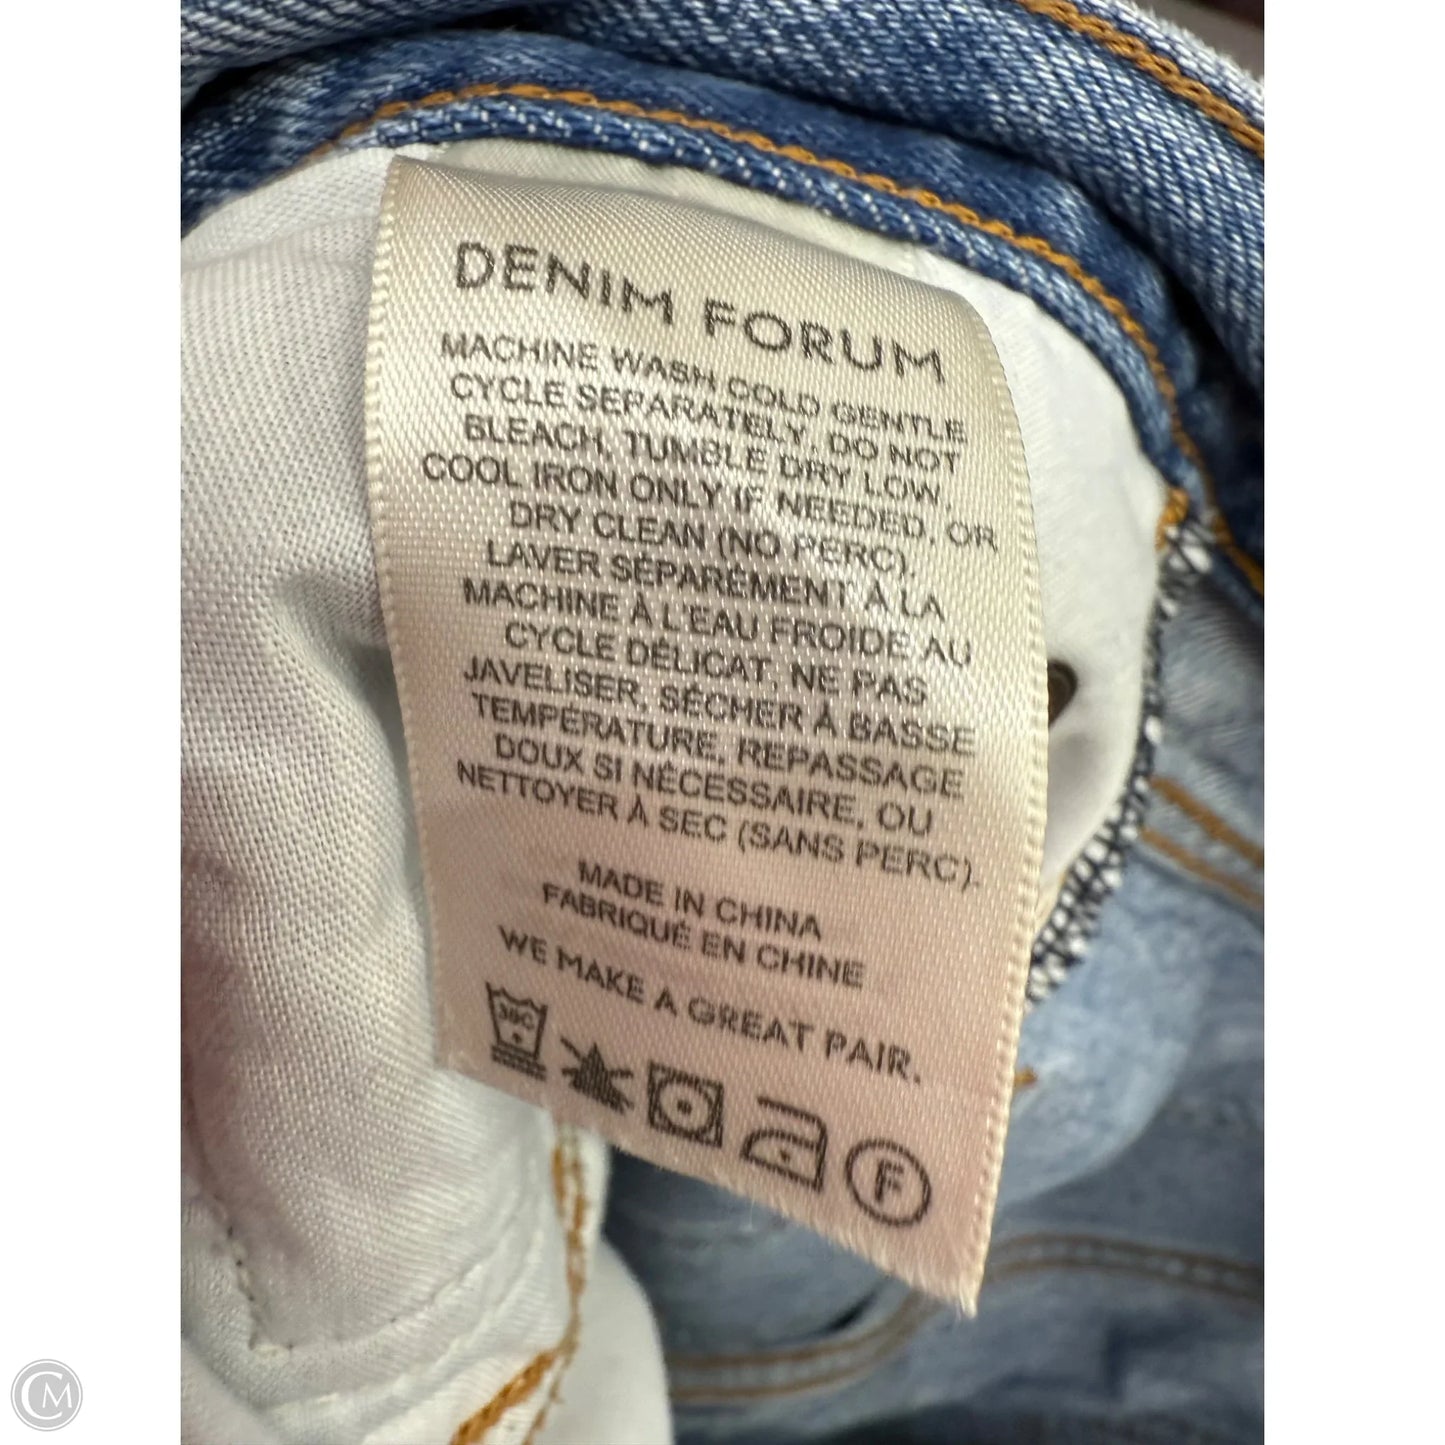 DENIM FORUM
MACHINE WASH COLD GENTLE
CYCLE SEPARATELY, DO NOT
BLEACH, TUMBLE DRY LOW,
COOL IRON ONLY IF NEEDED, OR
DRY CLEAN (NO PERC).
LAVER SÉPARÉMENT À LA
MACHINE À L'EAU FROIDE AU
CYCLE DÉLICAT, NE PAS
JAVELISER, SÉCHER À BASSE
TEMPÉRATURE, REPASSAGE
DOUX SI NÉCESSAIRE, OU
NETTOYER À SEC (SANS PERC).
MADE IN CHINA
FABRIQUÉ EN CHINE
WE MAKE A GREAT PAIR.
30C
F
CM